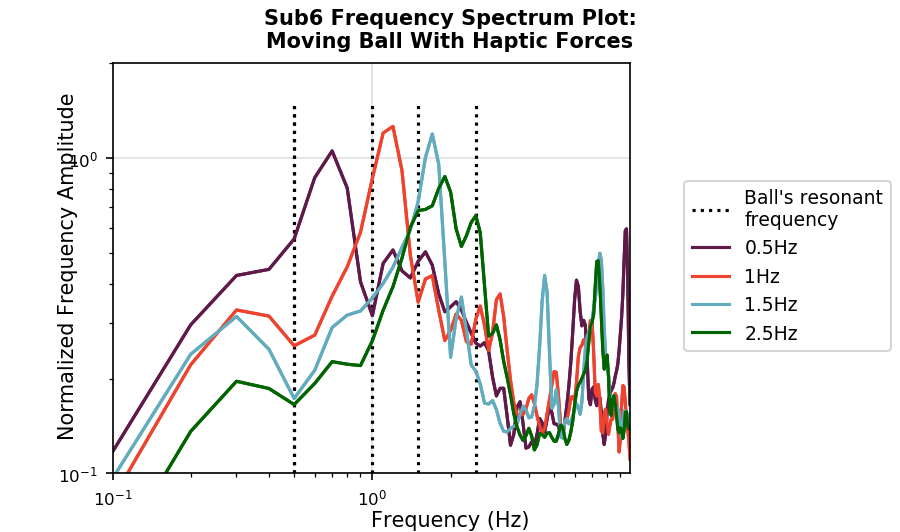 Sub6 Frequency Spectrum Plot:
Moving Ball With Haptic Forces
Normalized Frequency Amplitude
10⁰
10⁻¹
10⁻¹
10⁰
Frequency (Hz)
Ball's resonant
frequency
0.5Hz
1Hz
1.5Hz
2.5Hz